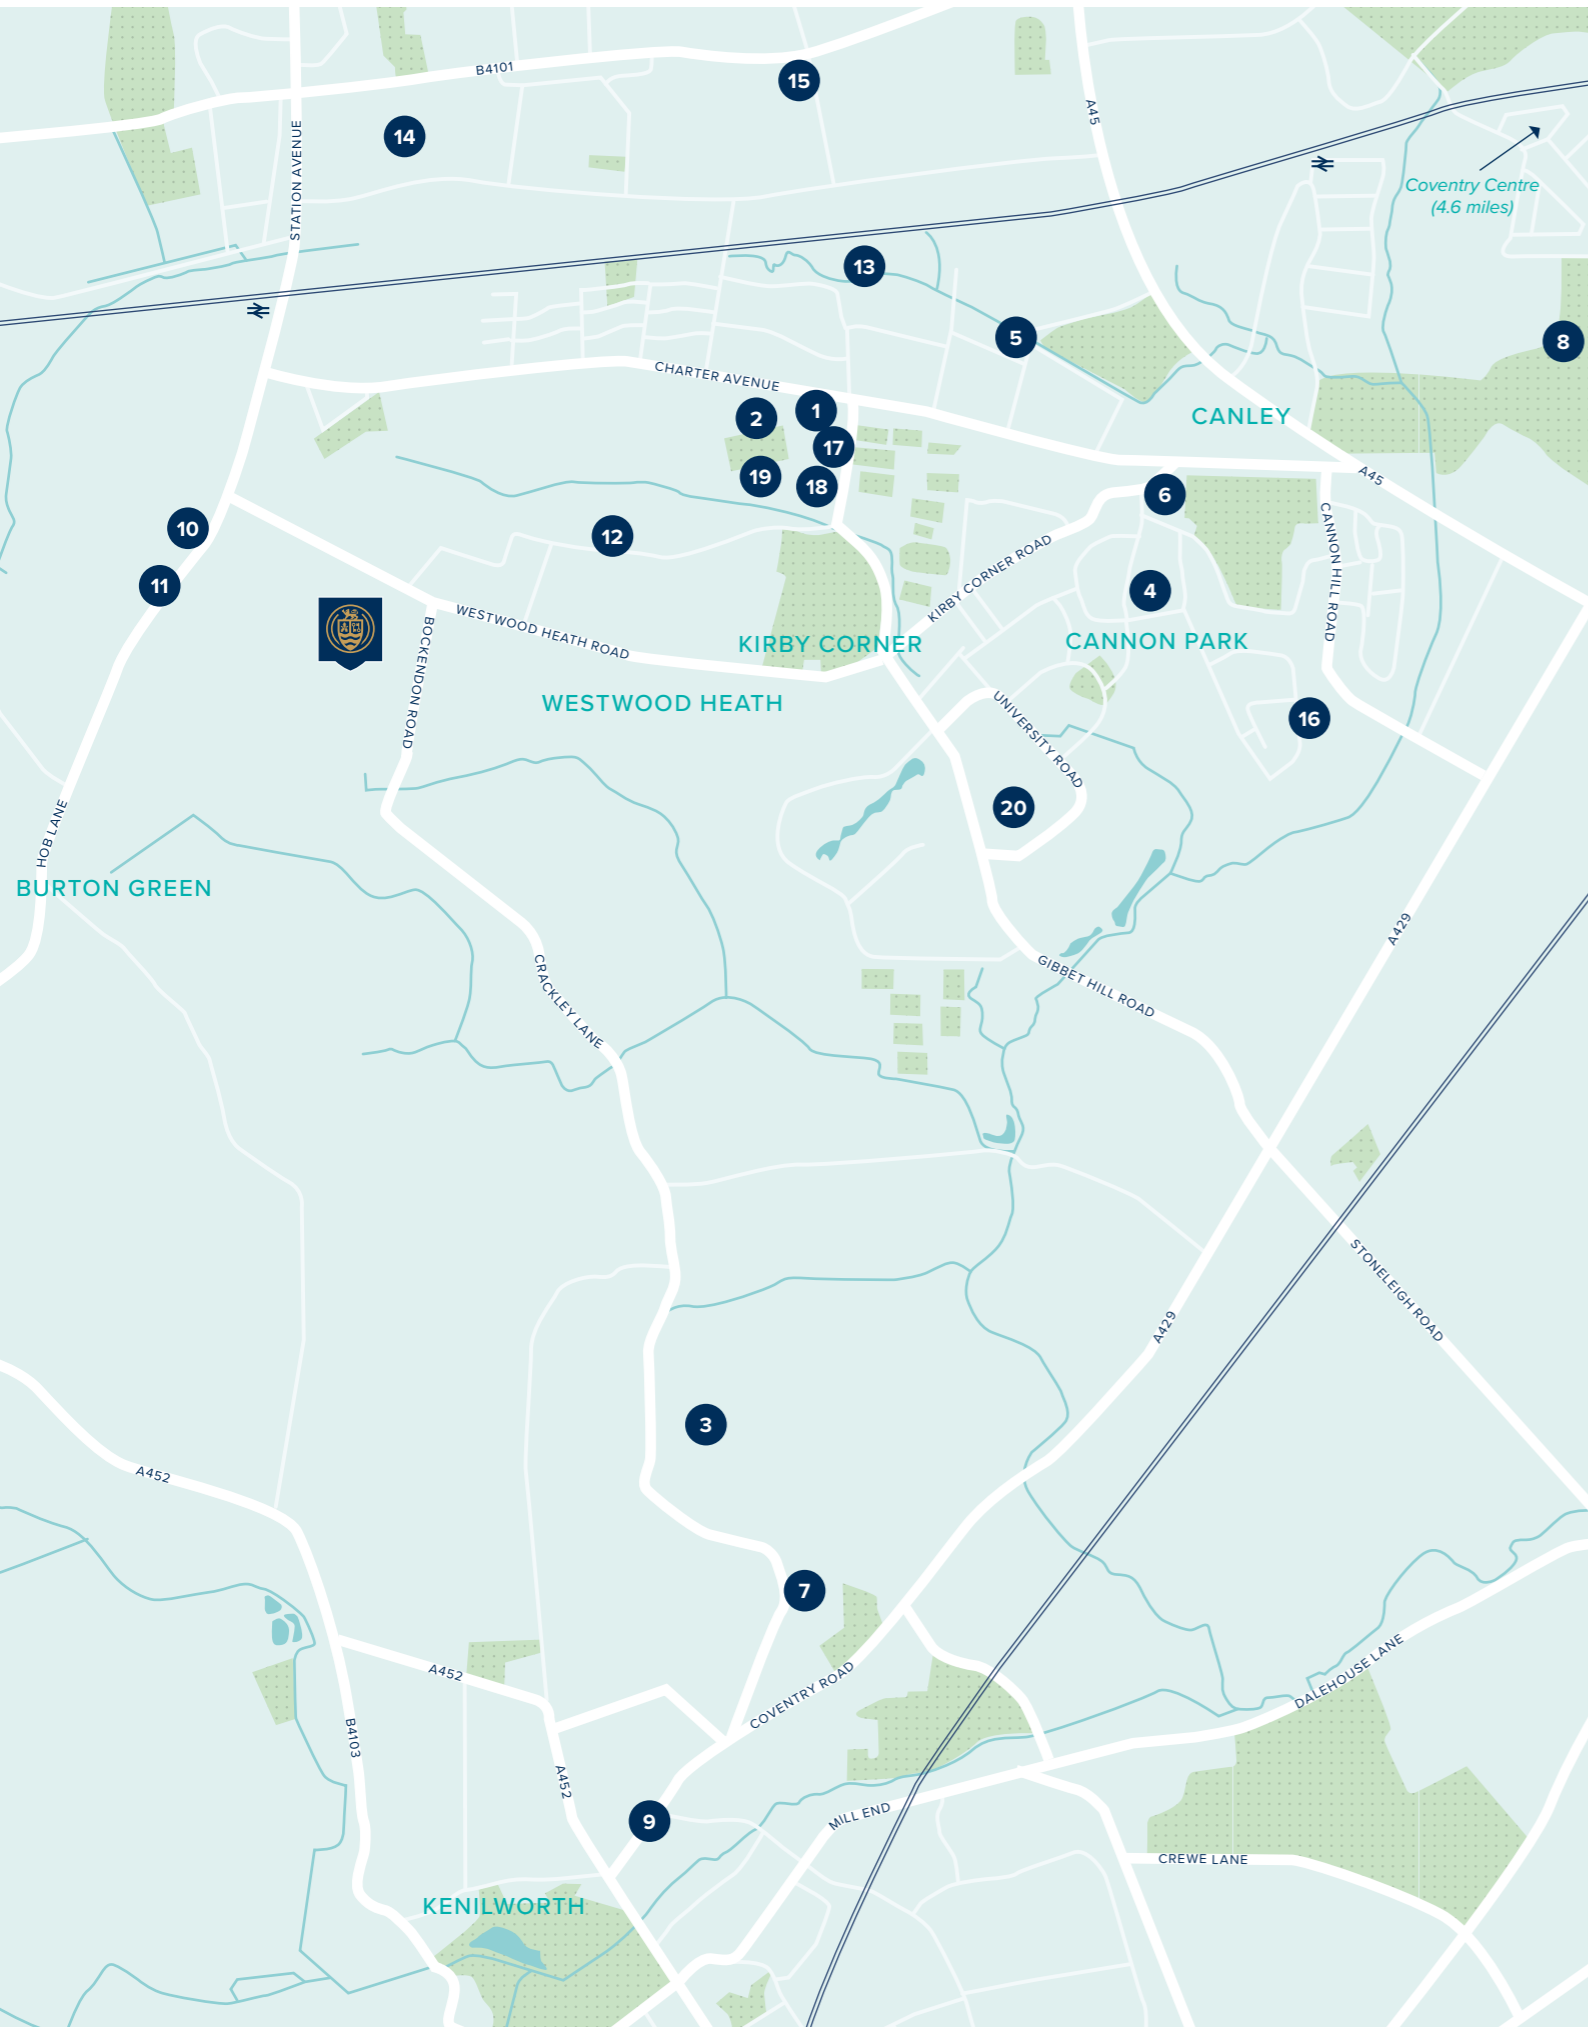 B4101
15
14
A45
STATION AVENUE
Coventry Centre
(4.6 miles)
13
5
8
CHARTER AVENUE
2
1
CANLEY
17
19
18
A45
6
10
12
CANNON HILL ROAD
KIRBY CORNER ROAD
11
4
WESTWOOD HEATH ROAD
BOCKENDON ROAD
KIRBY CORNER
CANNON PARK
WESTWOOD HEATH
16
UNIVERSITY ROAD
20
HOB LANE
BURTON GREEN
A429
CRACKLEY LANE
GIBBET HILL ROAD
STONELEIGH ROAD
A429
3
A452
7
A452
COVENTRY ROAD
DALEHOUSE LANE
B4103
A452
9
MILL END
CREWE LANE
KENILWORTH